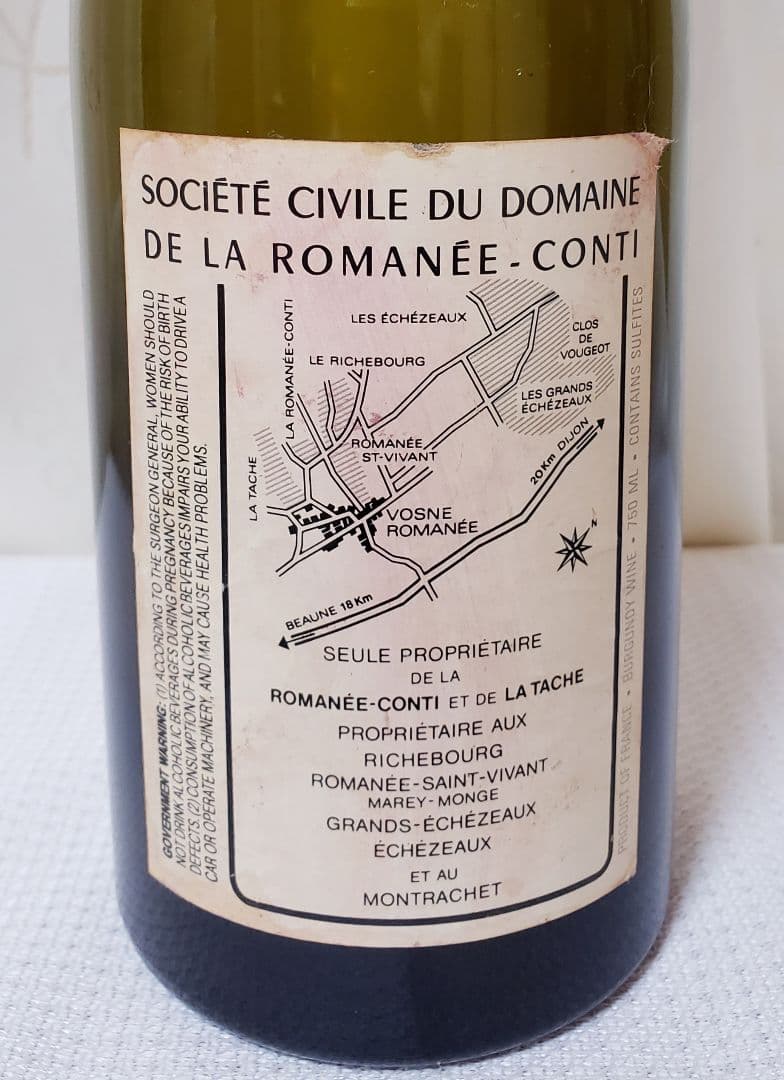 SOCIÉTÉ CIVILE DU DOMAINE
DE LA ROMANÉE-CONTI
GOVERNMENT WARNING: (1) ACCORDING TO THE SURGEON GENERAL, WOMEN SHOULD
NOT DRINK ALCOHOLIC BEVERAGES DURING PREGNANCY BECAUSE OF THE RISK OF BIRTH
DEFECTS. (2) CONSUMPTION OF ALCOHOLIC BEVERAGES IMPAIRS YOUR ABILITY TO DRIVE A
CAR OR OPERATE MACHINERY, AND MAY CAUSE HEALTH PROBLEMS.
LES ÉCHÉZEAUX
CLOS
DE
VOUGEOT
LA ROMANÉE-CONTI
LE RICHEBOURG
LES GRANDS
ÉCHÉZEAUX
ROMANÉE
ST-VIVANT
LA TACHE
20Km DIJON
VOSNE
ROMANÉE
N
BEAUNE 18Km
SEULE PROPRIÉTAIRE
DE LA
ROMANÉE-CONTI ET DE LA TACHE
PROPRIÉTAIRE AUX
RICHEBOURG
ROMANÉE-SAINT-VIVANT
MAREY-MONGE
GRANDS-ÉCHÉZEAUX
ÉCHÉZEAUX
ET AU
MONTRACHET
PRODUCT OF FRANCE • BURGUNDY WINE • 750 ML • CONTAINS SULFITES